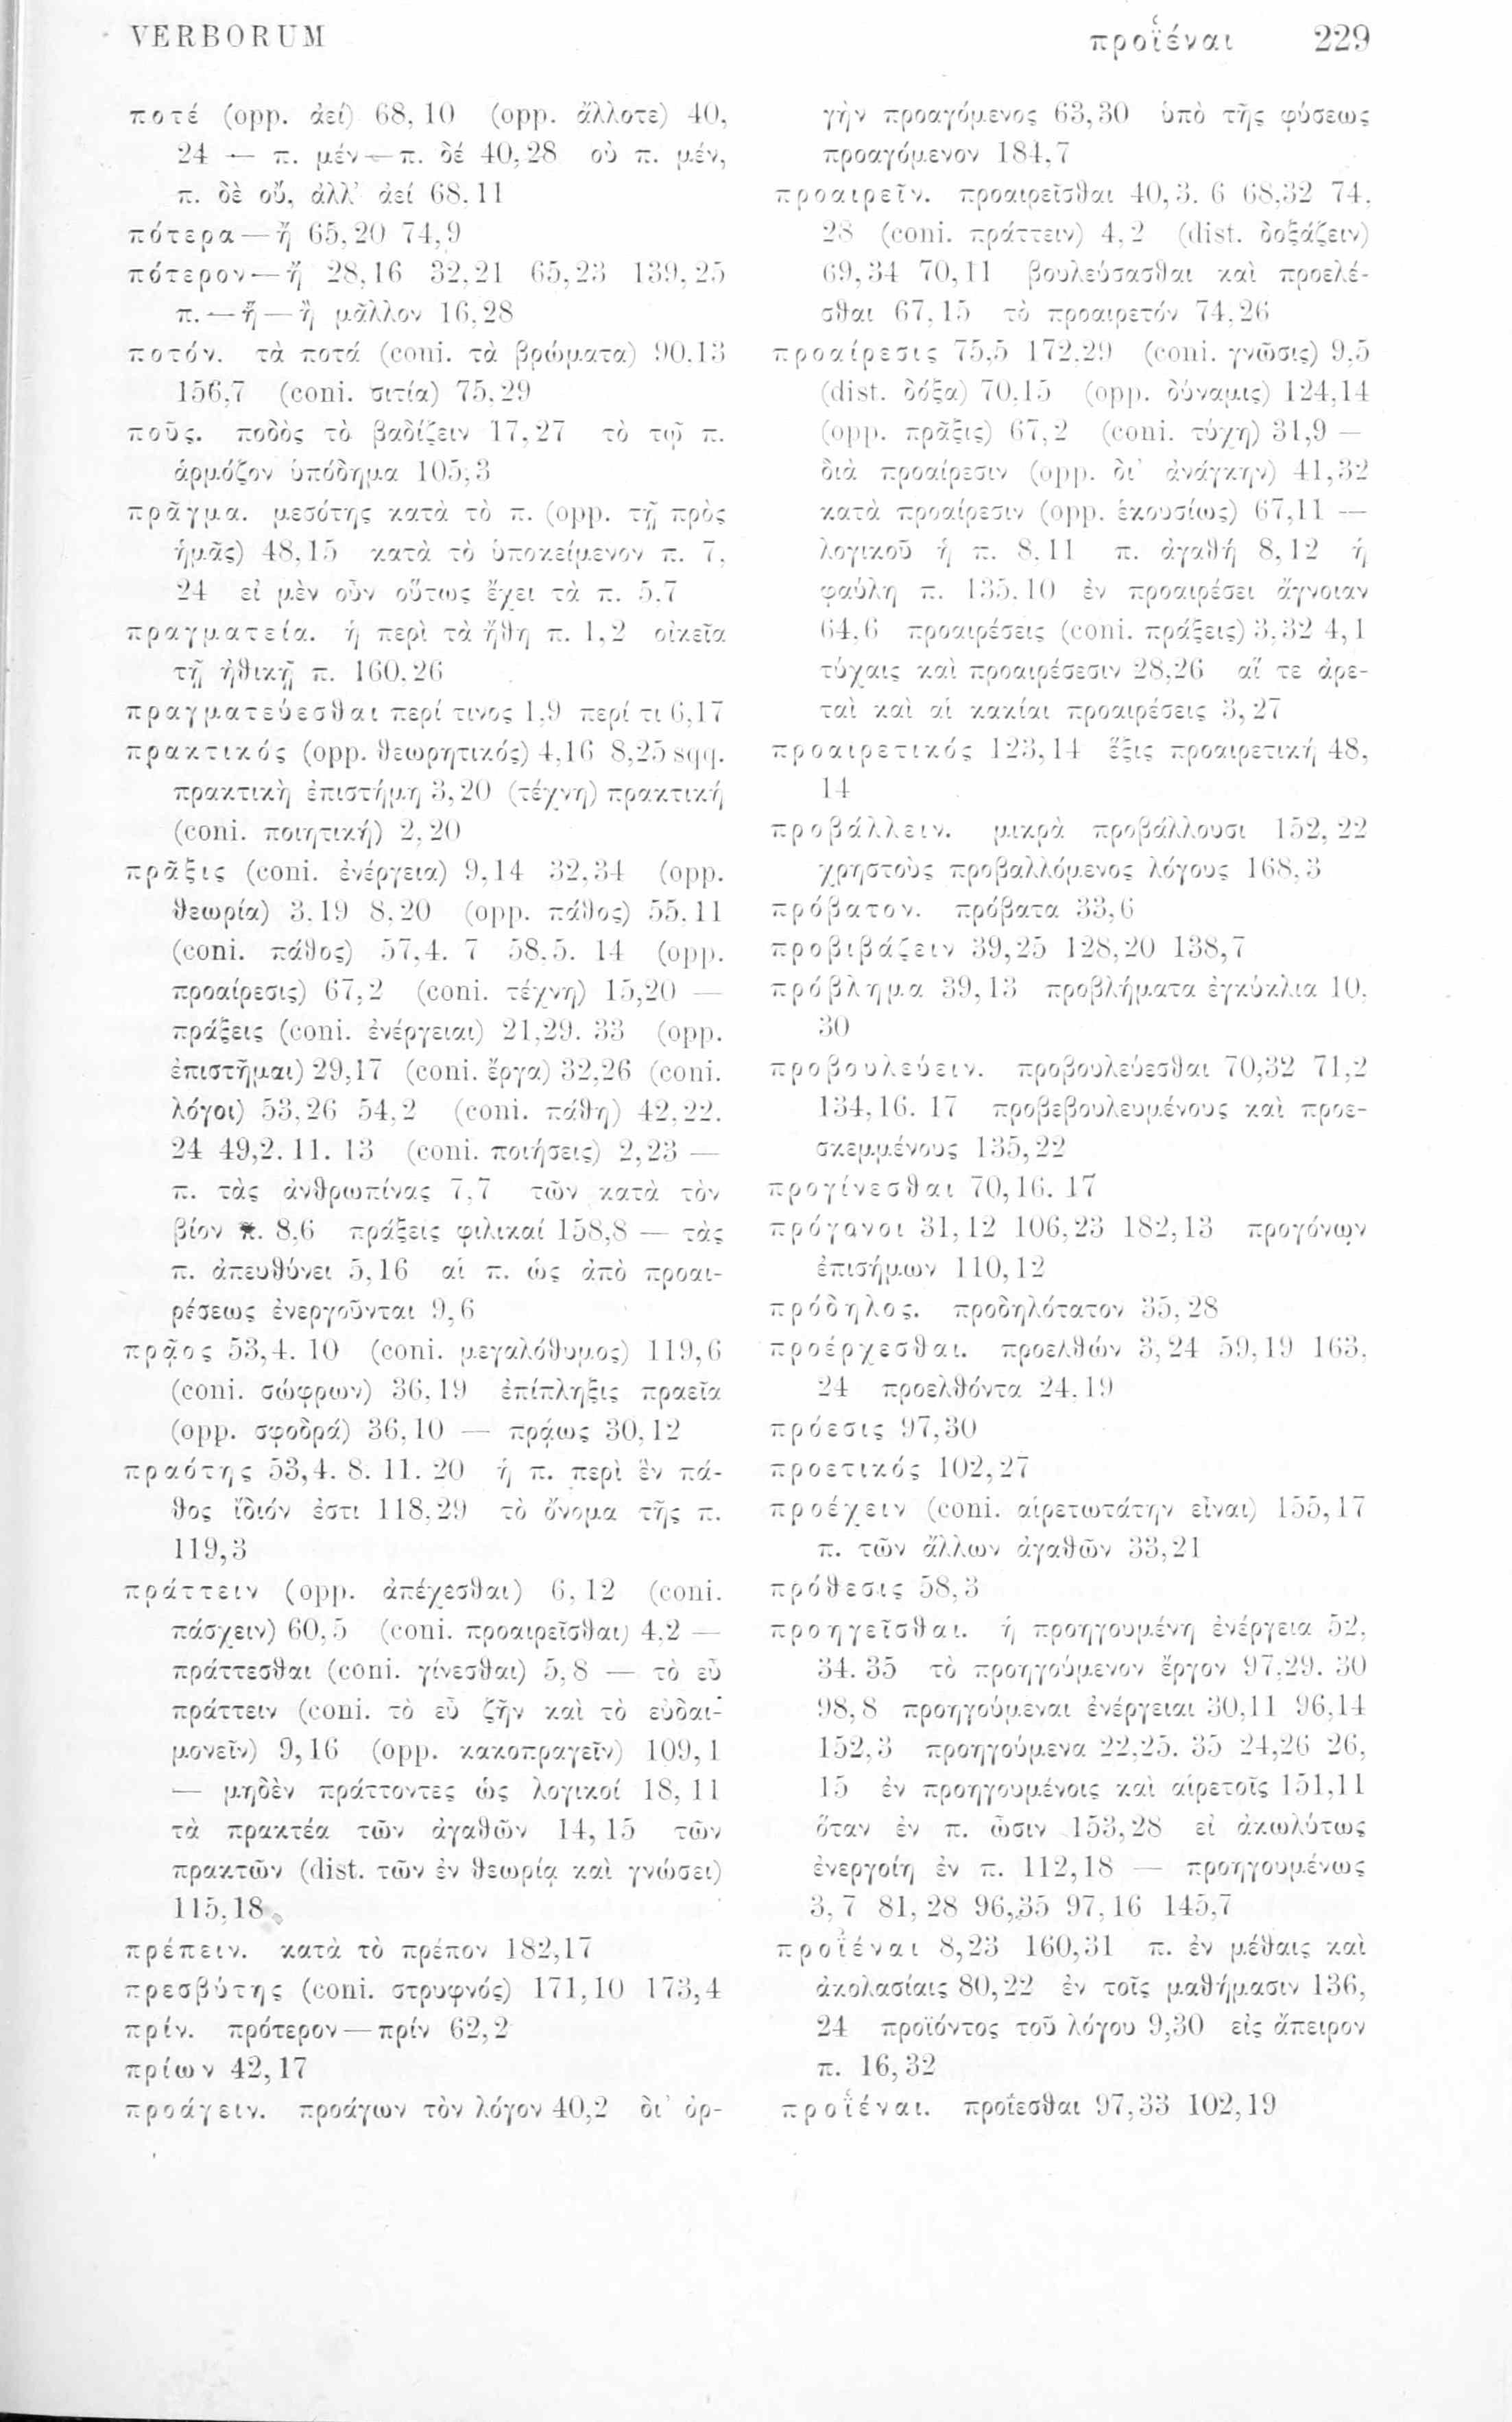 VERBORUM προϊέναι 229
ποτέ (opp. ἀεί) 68,10 (opp. ἄλλοτε) 40,
24 — π. μέν — π. δέ 40,28 οὐ π. μέν,
π. δὲ οὔ, ἀλλ' ἀεί 68,11
πότερα — ἤ 65,20 74,9
πότερον — ἤ 28,16 32,21 65,23 139,25
π. — ἤ — ἢ μᾶλλον 16,28
ποτόν. τὰ ποτά (coni. τὰ βρώματα) 90,13
156,7 (coni. σιτία) 75,29
πούς. ποδὸς τὸ βαδίζειν 17,27 τὸ τῷ π.
ἁρμόζον ὑπόδημα 105,3
πρᾶγμα. μεσότης κατὰ τὸ π. (opp. τῇ πρὸς
ἡμᾶς) 48,15 κατὰ τὸ ὑποκείμενον π. 7,
24 εἰ μὲν οὖν οὕτως ἔχει τὰ π. 5,7
πραγματεία. ἡ περὶ τὰ ἤθη π. 1,2 οἰκεῖα
τῇ ἠθικῇ π. 160,26
πραγματεύεσθαι περί τινος 1,9 περί τι 6,17
πρακτικός (opp. θεωρητικός) 4,16 8,25 sqq.
πρακτικὴ ἐπιστήμη 3,20 (τέχνη) πρακτική
(coni. ποιητική) 2,20
πρᾶξις (coni. ἐνέργεια) 9,14 32,34 (opp.
θεωρία) 3,19 8,20 (opp. πάθος) 55,11
(coni. πάθος) 57,4. 7 58,5. 14 (opp.
προαίρεσις) 67,2 (coni. τέχνη) 15,20 —
πράξεις (coni. ἐνέργειαι) 21,29. 33 (opp.
ἐπιστῆμαι) 29,17 (coni. ἔργα) 32,26 (coni.
λόγοι) 53,26 54,2 (coni. πάθη) 42,22.
24 49,2. 11. 13 (coni. ποιήσεις) 2,23 —
π. τὰς ἀνθρωπίνας 7,7 τῶν κατὰ τὸν
βίον π. 8,6 πράξεις φιλικαί 158,8 — τὰς
π. ἀπευθύνει 5,16 αἱ π. ὡς ἀπὸ προαι-
ρέσεως ἐνεργοῦνται 9,6
πρᾷος 53,4. 10 (coni. μεγαλόθυμος) 119,6
(coni. σώφρων) 36,19 ἐπίπληξις πραεῖα
(opp. σφοδρά) 36,10 — πρᾴως 30,12
πραότης 53,4. 8. 11. 20 ἡ π. περὶ ἓν πά-
θος ἴδιόν ἐστι 118,29 τὸ ὄνομα τῆς π.
119,3
πράττειν (opp. ἀπέχεσθαι) 6,12 (coni.
πάσχειν) 60,5 (coni. προαιρεῖσθαι) 4,2 —
πράττεσθαι (coni. γίνεσθαι) 5,8 — τὸ εὖ
πράττειν (coni. τὸ εὖ ζῆν καὶ τὸ εὐδαι-
μονεῖν) 9,16 (opp. κακοπραγεῖν) 109,1
— μηδὲν πράττοντες ὡς λογικοί 18,11
τὰ πρακτέα τῶν ἀγαθῶν 14,15 τῶν
πρακτῶν (dist. τῶν ἐν θεωρίᾳ καὶ γνώσει)
115,18
πρέπειν. κατὰ τὸ πρέπον 182,17
πρεσβύτης (coni. στρυφνός) 171,10 173,4
πρίν. πρότερον — πρίν 62,2
πρίων 42,17
προάγειν. προάγων τὸν λόγον 40,2 δι' ὀρ-
γὴν προαγόμενος 63,30 ὑπὸ τῆς φύσεως
προαγόμενον 184,7
προαιρεῖν. προαιρεῖσθαι 40,3. 6 68,32 74,
28 (coni. πράττειν) 4,2 (dist. δοξάζειν)
69,34 70,11 βουλεύσασθαι καὶ προελέ-
σθαι 67,15 τὸ προαιρετόν 74,26
προαίρεσις 75,5 172,29 (coni. γνῶσις) 9,5
(dist. δόξα) 70,15 (opp. δύναμις) 124,14
(opp. πρᾶξις) 67,2 (coni. τύχη) 31,9 —
διὰ προαίρεσιν (opp. δι' ἀνάγκην) 41,32
κατὰ προαίρεσιν (opp. ἑκουσίως) 67,11 —
λογικοῦ ἡ π. 8,11 π. ἀγαθή 8,12 ἡ
φαύλη π. 135,10 ἐν προαιρέσει ἄγνοιαν
64,6 προαιρέσεις (coni. πράξεις) 3,32 4,1
τύχαις καὶ προαιρέσεσιν 28,26 αἵ τε ἀρε-
ταὶ καὶ αἱ κακίαι προαιρέσεις 3,27
προαιρετικός 123,14 ἕξις προαιρετική 48,
14
προβάλλειν. μικρὰ προβάλλουσι 152,22
χρηστοὺς προβαλλόμενος λόγους 168,3
πρόβατον. πρόβατα 33,6
προβιβάζειν 39,25 128,20 138,7
πρόβλημα 39,13 προβλήματα ἐγκύκλια 10,
30
προβουλεύειν. προβουλεύεσθαι 70,32 71,2
134,16. 17 προβεβουλευμένους καὶ προε-
σκεμμένους 135,22
προγίνεσθαι 70,16. 17
πρόγονοι 31,12 106,23 182,13 προγόνων
ἐπισήμων 110,12
πρόδηλος. προδηλότατον 35,28
προέρχεσθαι. προελθών 3,24 59,19 163,
24 προελθόντα 24,19
πρόεσις 97,30
προετικός 102,27
προέχειν (coni. αἱρετωτάτην εἶναι) 155,17
π. τῶν ἄλλων ἀγαθῶν 33,21
πρόθεσις 58,3
προηγεῖσθαι. ἡ προηγουμένη ἐνέργεια 52,
34. 35 τὸ προηγούμενον ἔργον 97,29. 30
98,8 προηγούμεναι ἐνέργειαι 30,11 96,14
152,3 προηγούμενα 22,25. 35 24,26 26,
15 ἐν προηγουμένοις καὶ αἱρετοῖς 151,11
ὅταν ἐν π. ὦσιν 153,28 εἰ ἀκωλύτως
ἐνεργοίη ἐν π. 112,18 — προηγουμένως
3,7 81,28 96,35 97,16 145,7
προϊέναι 8,23 160,31 π. ἐν μέθαις καὶ
ἀκολασίαις 80,22 ἐν τοῖς μαθήμασιν 136,
24 προϊόντος τοῦ λόγου 9,30 εἰς ἄπειρον
π. 16,32
προϊέναι. προΐεσθαι 97,33 102,19